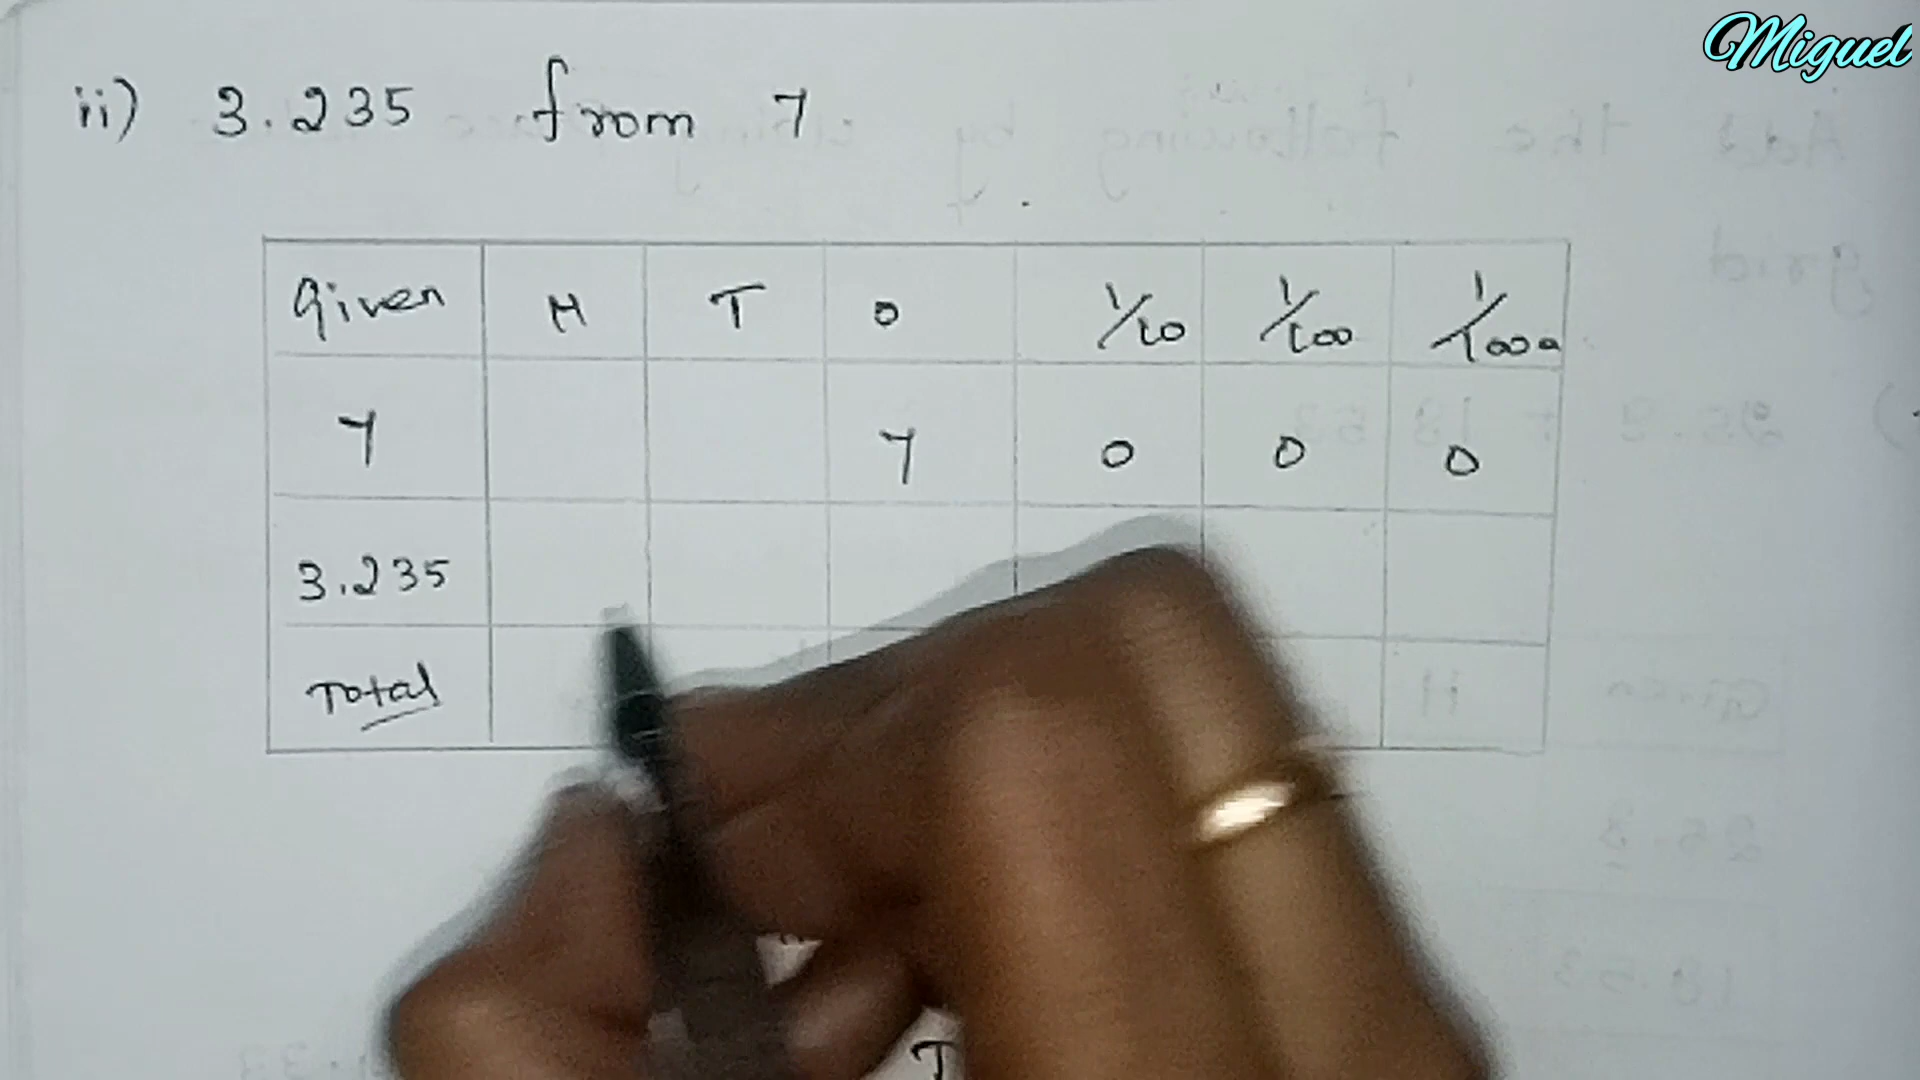 Miguel
ii) 3.235 from 7
Given H T O 1/10 1/100 1/1000
7 7 0 0 0
3.235
Total
T